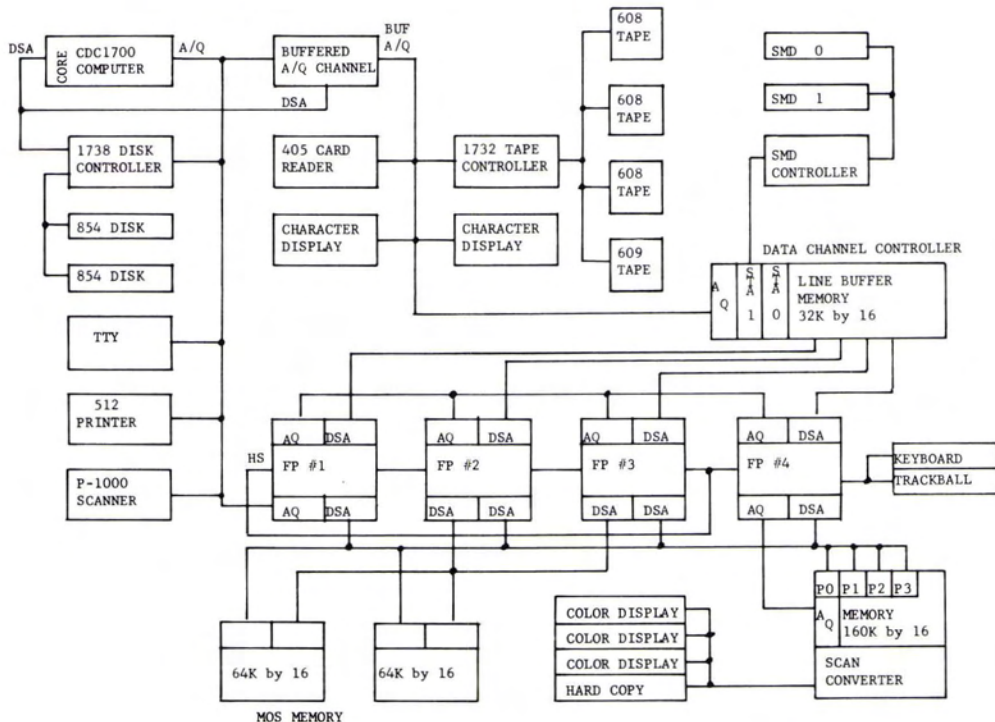 DSA
CORE
CDC1700
COMPUTER
A/Q
BUFFERED
A/Q CHANNEL
BUF
A/Q
DSA
608
TAPE
608
TAPE
608
TAPE
609
TAPE
SMD 0
SMD 1
SMD
CONTROLLER
1738 DISK
CONTROLLER
405 CARD
READER
1732 TAPE
CONTROLLER
854 DISK
854 DISK
CHARACTER
DISPLAY
CHARACTER
DISPLAY
DATA CHANNEL CONTROLLER
A
Q
STA
1
STA
0
LINE BUFFER
MEMORY
32K by 16
TTY
512
PRINTER
P-1000
SCANNER
HS
AQ DSA
FP #1
AQ DSA
AQ DSA
FP #2
DSA DSA
AQ DSA
FP #3
DSA DSA
AQ DSA
FP #4
AQ DSA
KEYBOARD
TRACKBALL
64K by 16
64K by 16
MOS MEMORY
COLOR DISPLAY
COLOR DISPLAY
COLOR DISPLAY
HARD COPY
P0 P1 P2 P3
A
Q
MEMORY
160K by 16
SCAN
CONVERTER